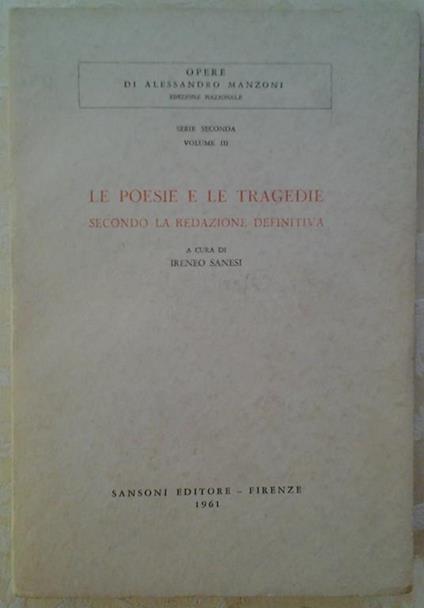 OPERE
DI ALESSANDRO MANZONI
EDIZIONE NAZIONALE
SERIE SECONDA
VOLUME III
LE POESIE E LE TRAGEDIE
SECONDO LA REDAZIONE DEFINITIVA
A CURA DI
IRENEO SANESI
SANSONI EDITORE – FIRENZE
1961